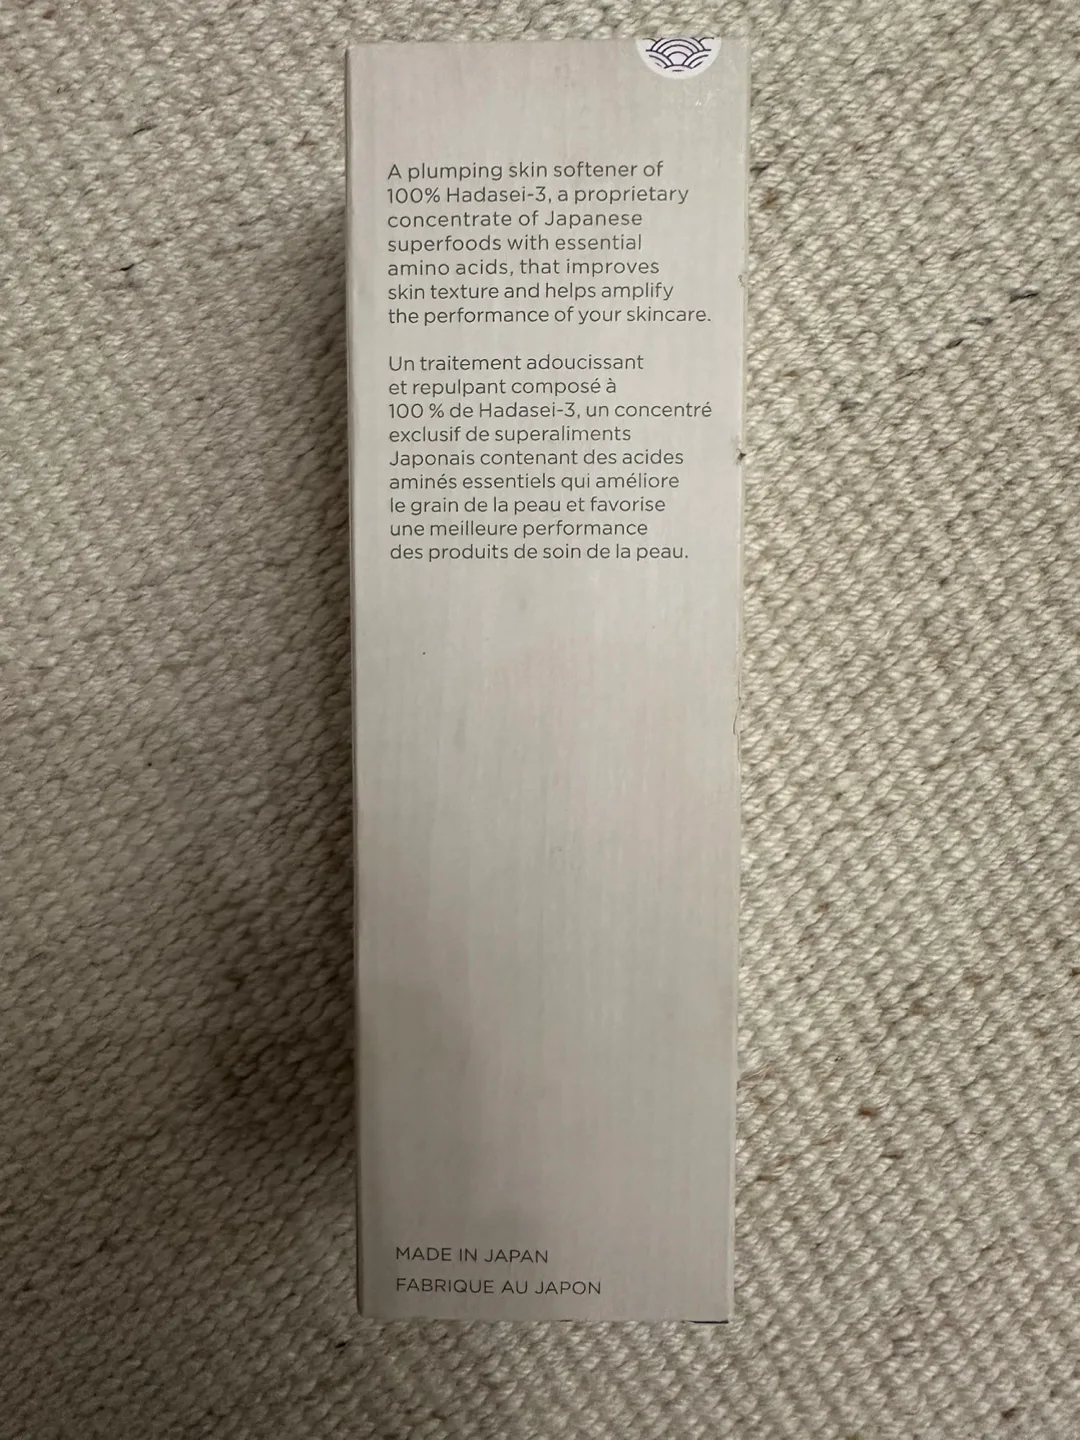 A plumping skin softener of
100% Hadasei-3, a proprietary
concentrate of Japanese
superfoods with essential
amino acids, that improves
skin texture and helps amplify
the performance of your skincare.
Un traitement adoucissant
et repulpant composé à
100 % de Hadasei-3, un concentré
exclusif de superaliments
Japonais contenant des acides
aminés essentiels qui améliore
le grain de la peau et favorise
une meilleure performance
des produits de soin de la peau.
MADE IN JAPAN
FABRIQUE AU JAPON